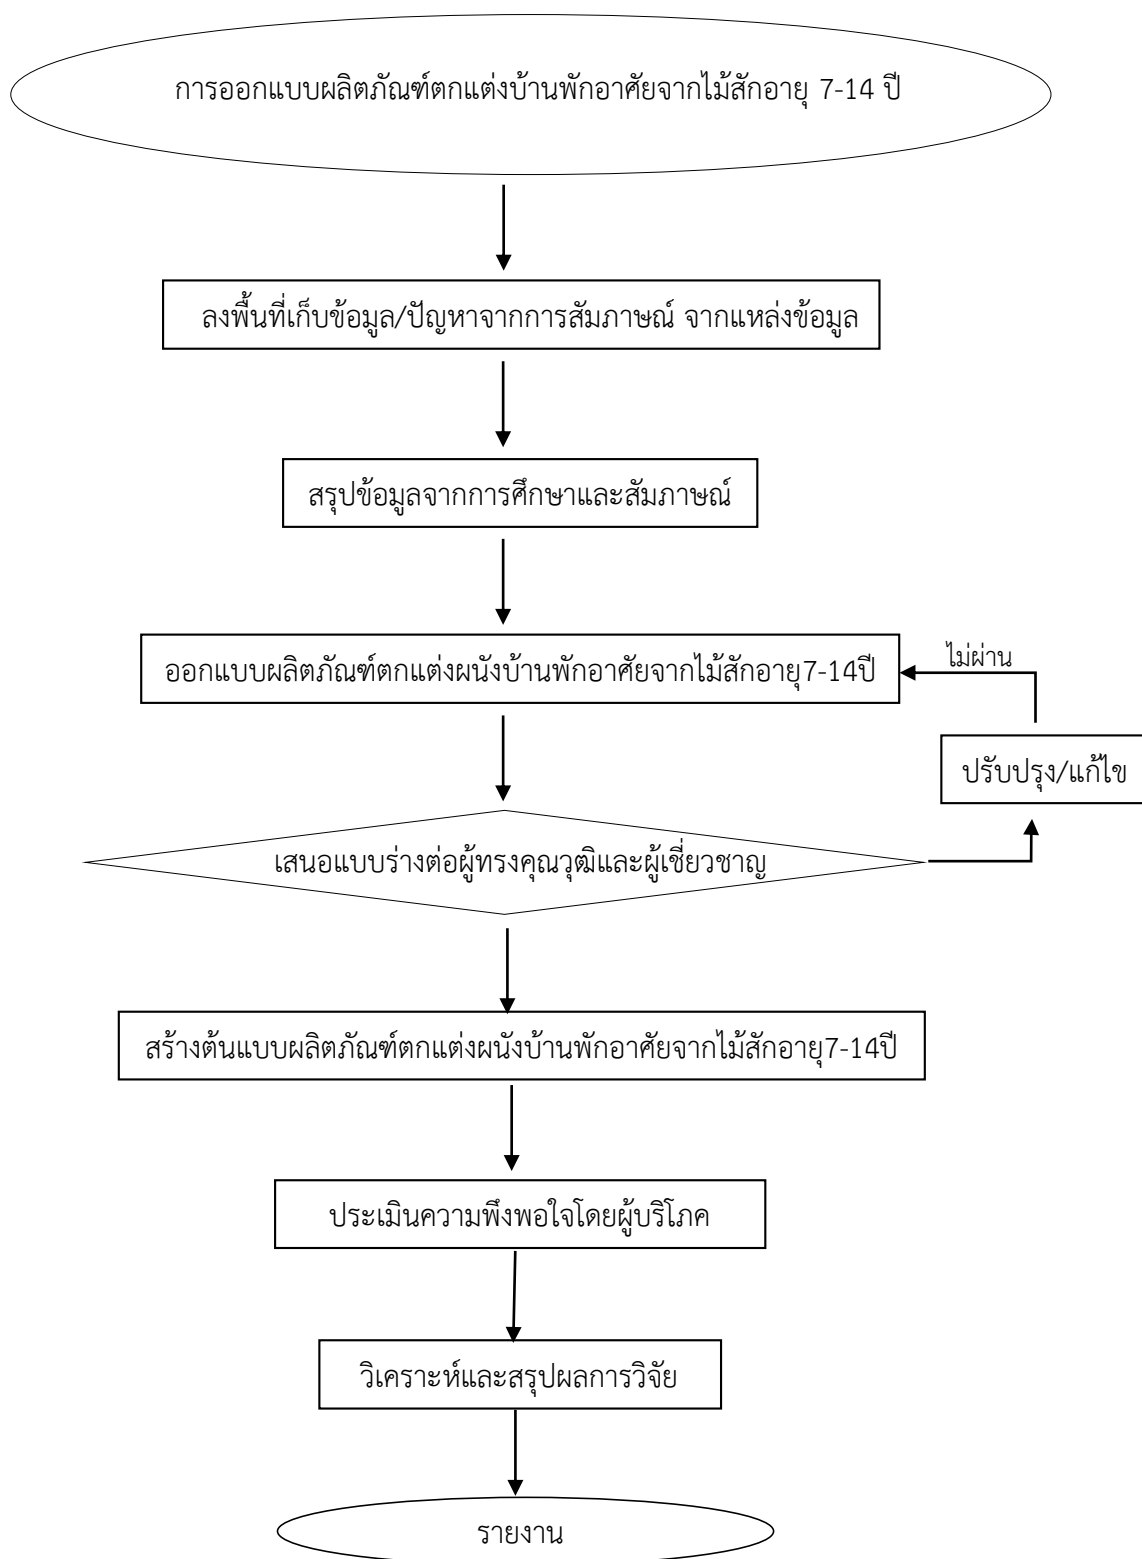 การออกแบบผลิตภัณฑ์ตกแต่งบ้านพักอาศัยจากไม้สักอายุ 7-14 ปี
ลงพื้นที่เก็บข้อมูล/ปัญหาจากการสัมภาษณ์ จากแหล่งข้อมูล
สรุปข้อมูลจากการศึกษาและสัมภาษณ์
ออกแบบผลิตภัณฑ์ตกแต่งผนังบ้านพักอาศัยจากไม้สักอายุ7-14ปี
ไม่ผ่าน
ปรับปรุง/แก้ไข
เสนอแบบร่างต่อผู้ทรงคุณวุฒิและผู้เชี่ยวชาญ
สร้างต้นแบบผลิตภัณฑ์ตกแต่งผนังบ้านพักอาศัยจากไม้สักอายุ7-14ปี
ประเมินความพึงพอใจโดยผู้บริโภค
วิเคราะห์และสรุปผลการวิจัย
รายงาน